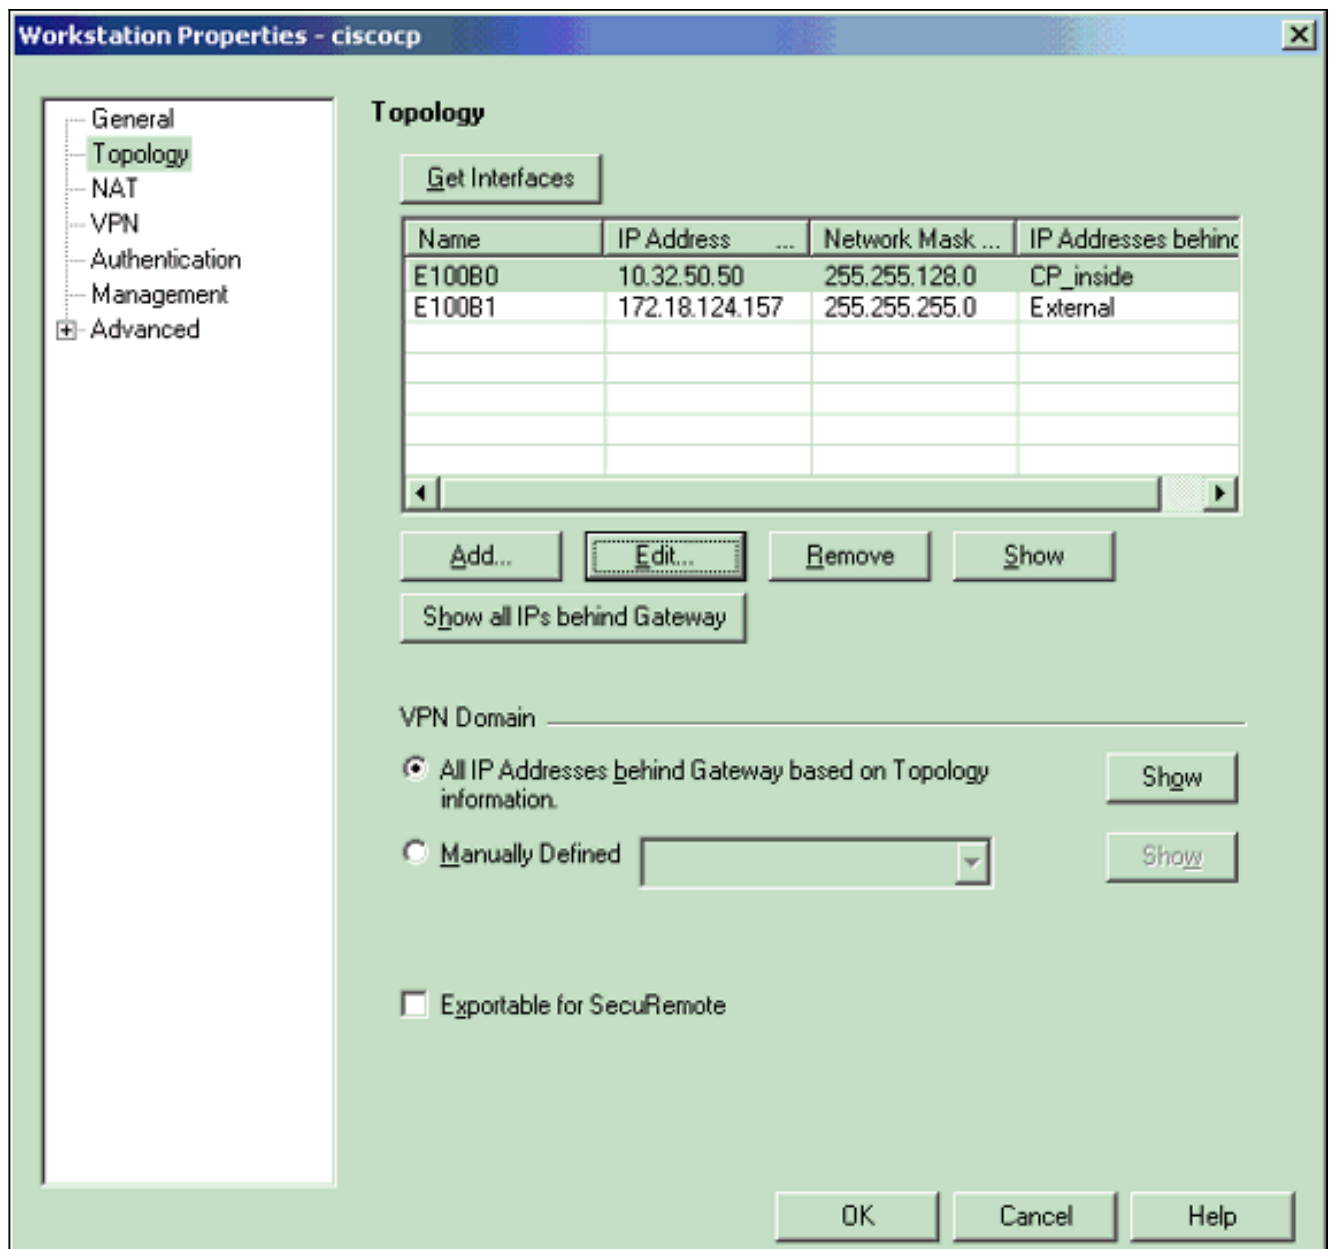 Workstation Properties - ciscocp
General
Topology
NAT
VPN
Authentication
Management
Advanced
Topology
Get Interfaces
Name IP Address ... Network Mask ... IP Addresses behind
E100B0 10.32.50.50 255.255.128.0 CP_inside
E100B1 172.18.124.157 255.255.255.0 External
Add... Edit... Remove Show
Show all IPs behind Gateway
VPN Domain
All IP Addresses behind Gateway based on Topology
information.
Show
Manually Defined
Show
Exportable for SecuRemote
OK Cancel Help